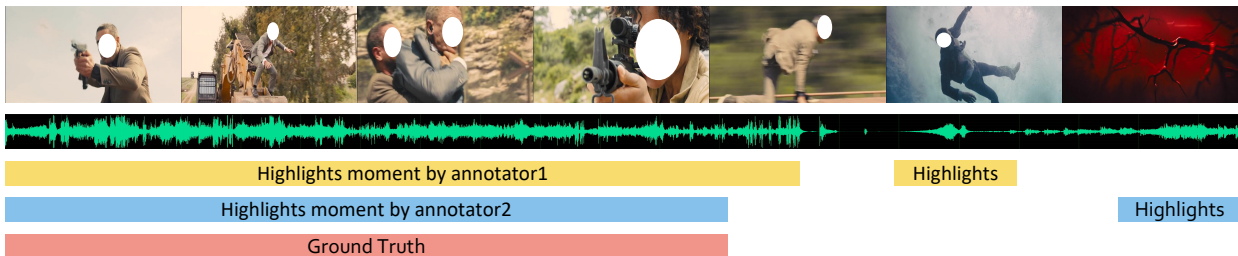 Highlights moment by annotator1
Highlights
Highlights moment by annotator2
Highlights
Ground Truth